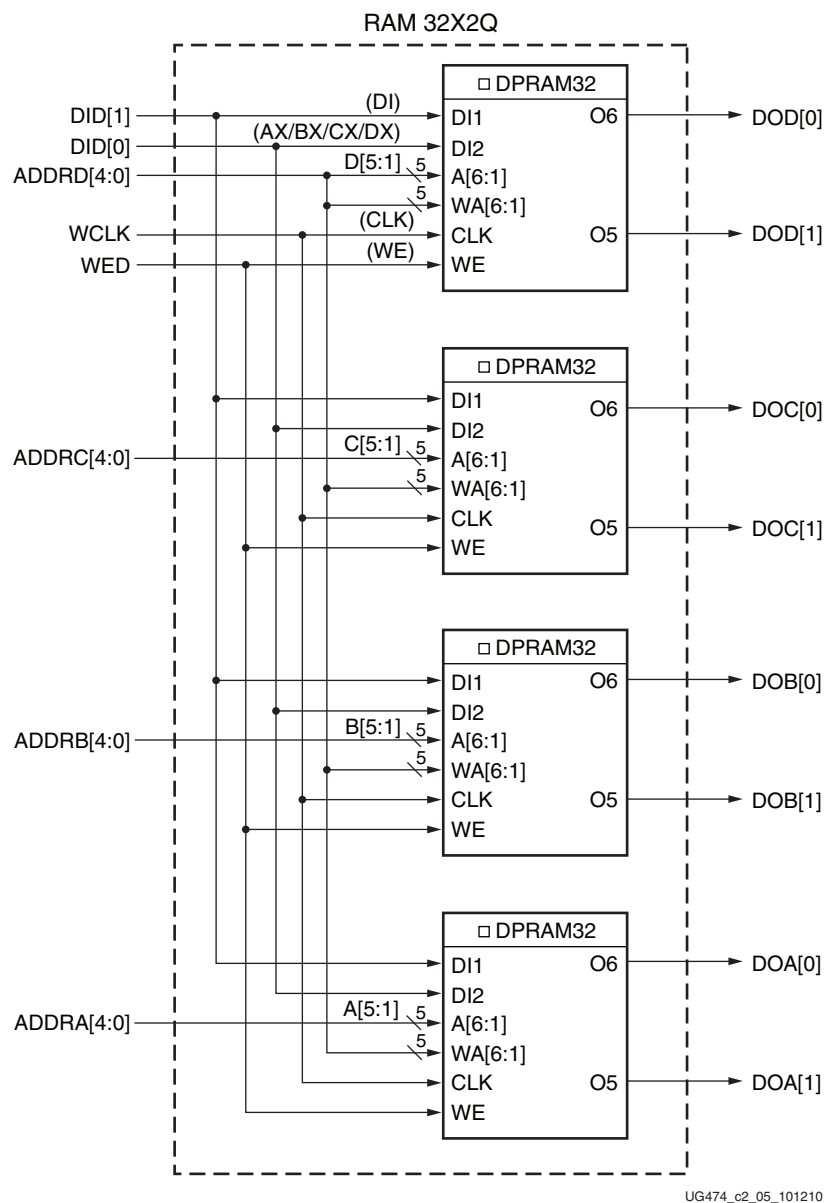 RAM 32X2Q
DPRAM32
DID[1]
(DI)
DI1
O6
DOD[0]
DID[0]
(AX/BX/CX/DX)
DI2
ADDRD[4:0]
D[5:1]
5
A[6:1]
5
WA[6:1]
WCLK
(CLK)
CLK
O5
DOD[1]
WED
(WE)
WE
DPRAM32
DI1
O6
DOC[0]
DI2
ADDRC[4:0]
C[5:1]
5
A[6:1]
5
WA[6:1]
CLK
O5
DOC[1]
WE
DPRAM32
DI1
O6
DOB[0]
DI2
ADDRB[4:0]
B[5:1]
5
A[6:1]
5
WA[6:1]
CLK
O5
DOB[1]
WE
DPRAM32
DI1
O6
DOA[0]
DI2
ADDRA[4:0]
A[5:1]
5
A[6:1]
5
WA[6:1]
CLK
O5
DOA[1]
WE
UG474_c2_05_101210